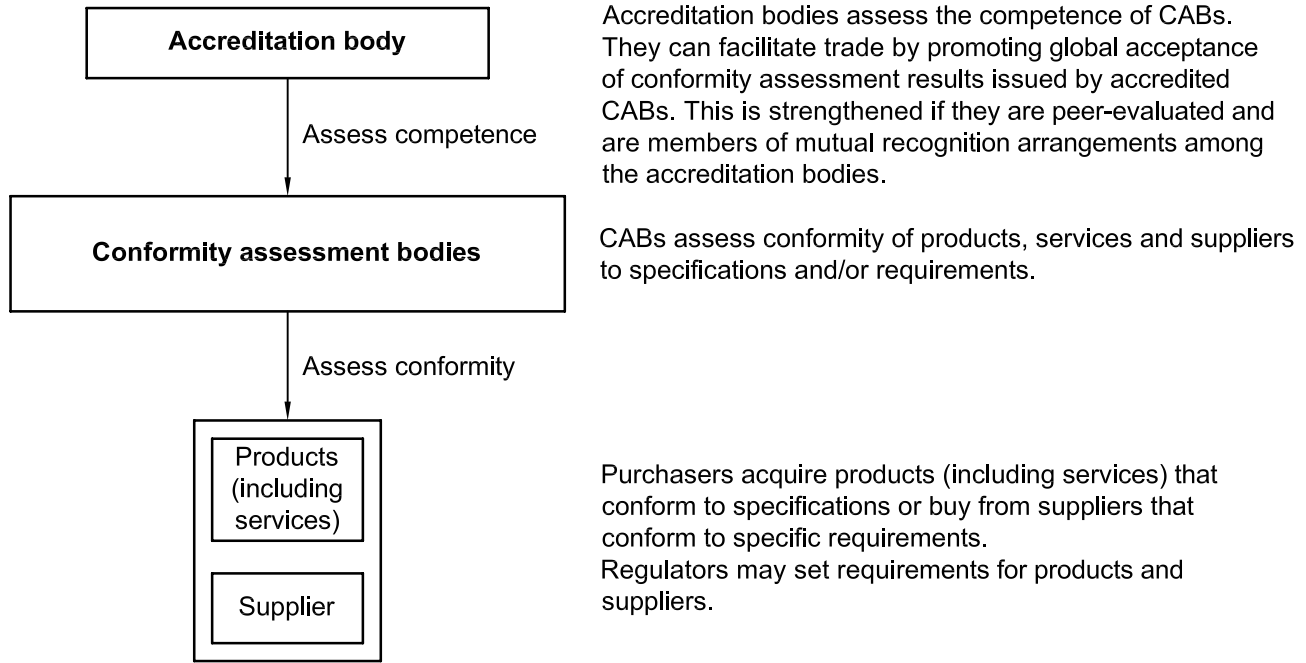 Accreditation body
Accreditation bodies assess the competence of CABs.
They can facilitate trade by promoting global acceptance
of conformity assessment results issued by accredited
CABs. This is strengthened if they are peer-evaluated and
are members of mutual recognition arrangements among
the accreditation bodies.
Assess competence
Conformity assessment bodies
CABs assess conformity of products, services and suppliers
to specifications and/or requirements.
Assess conformity
Products
(including
services)
Supplier
Purchasers acquire products (including services) that
conform to specifications or buy from suppliers that
conform to specific requirements.
Regulators may set requirements for products and
suppliers.